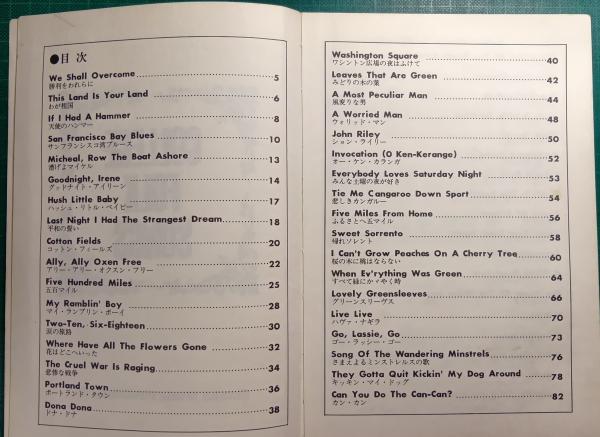 ●目次
We Shall Overcome 5
勝利をわれらに
This Land Is Your Land 6
わが祖国
If I Had A Hammer 8
天使のハンマー
San Francisco Bay Blues 10
サンフランシスコ湾ブルース
Micheal, Row The Boat Ashore 13
漕げよマイケル
Goodnight, Irene 14
グッドナイト・アイリーン
Hush Little Baby 17
ハッシュ・リトル・ベイビー
Last Night I Had The Strangest Dream 18
平和の誓い
Cotton Fields 20
コットン・フィールズ
Ally, Ally Oxen Free 22
アリー・アリー・オクスン・フリー
Five Hundred Miles 25
五百マイル
My Ramblin' Boy 28
マイ・ランブリン・ボーイ
Two-Ten, Six-Eighteen 30
涙の旅路
Where Have All The Flowers Gone 32
花はどこへいった
The Cruel War Is Raging 34
悲惨な戦争
Portland Town 36
ポートランド・タウン
Dona Dona 38
ドナ・ドナ
Washington Square 40
ワシントン広場の夜はふけて
Leaves That Are Green 42
みどりの木の葉
A Most Peculiar Man 44
風変りな男
A Worried Man 48
ウォリッド・マン
John Riley 50
ジョン・ライリー
Invocation (O Ken-Kerange) 52
オー・ケン・カランガ
Everybody Loves Saturday Night 53
みんな土曜の夜が好き
Tie Me Cangaroo Down Sport 54
悲しきカンガルー
Five Miles From Home 56
ふるさとへ五マイル
Sweet Sorrento 58
帰れソレント
I Can't Grow Peaches On A Cherry Tree 60
桜の木に桃はならない
When Ev'rything Was Green 64
すべて緑にかゞやく時
Lovely Greensleeves 66
グリーンスリーヴス
Live Live 70
ハヴァ・ナギラ
Go, Lassie, Go 73
ゴー・ラッシー・ゴー
Song Of The Wandering Minstrels 76
さまよえるミンストレルスの歌
They Gotta Quit Kickin' My Dog Around 78
キッキン・マイ・ドッグ
Can You Do The Can-Can? 82
カン・カン